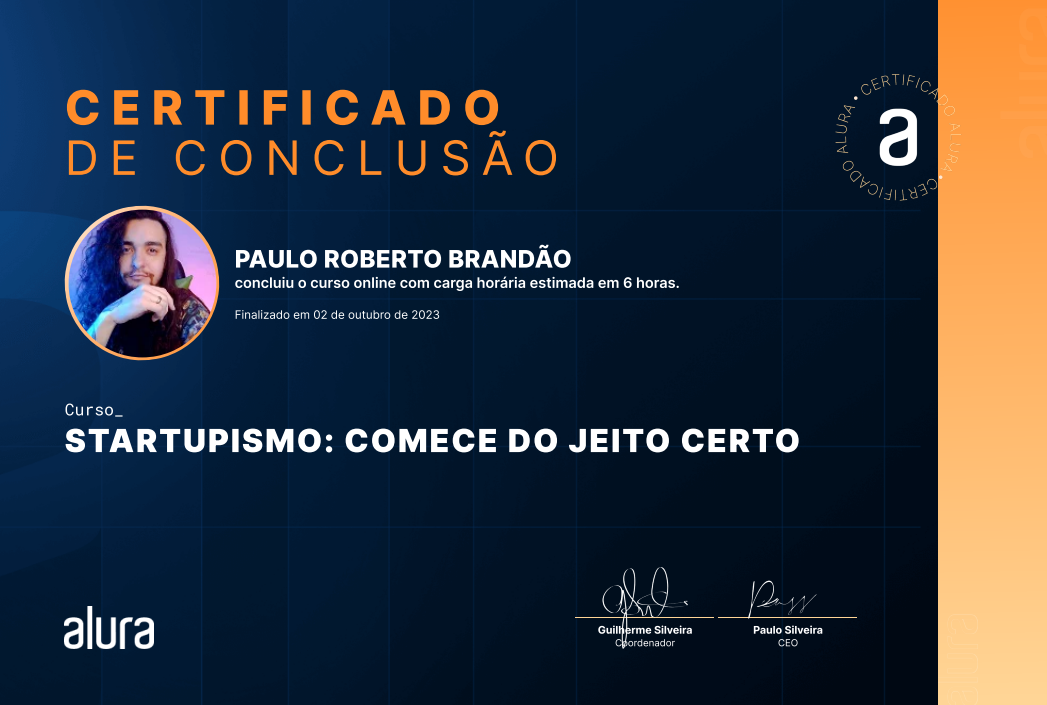 CERTIFICADO
DE CONCLUSÃO
CERTIFICADO ALURA • CERTIFICADO ALURA •
a
PAULO ROBERTO BRANDÃO
concluiu o curso online com carga horária estimada em 6 horas.
Finalizado em 02 de outubro de 2023
Curso_
STARTUPISMO: COMECE DO JEITO CERTO
alura
Guilherme Silveira
Coordenador
Paulo Silveira
CEO